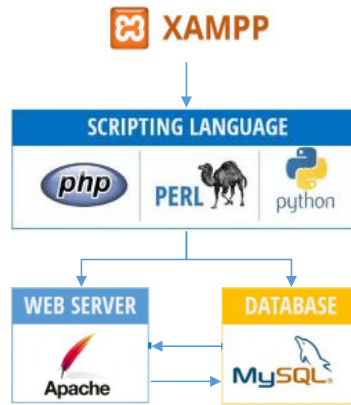 XAMPP
SCRIPTING LANGUAGE
php
PERL
python
WEB SERVER
DATABASE
Apache
MySQL